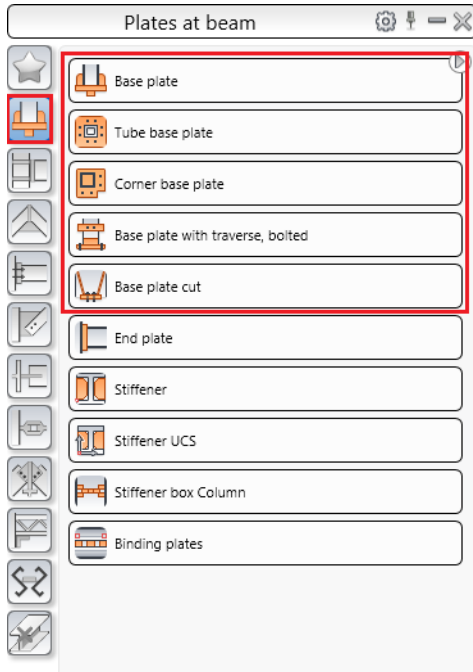 Plates at beam
Base plate
Tube base plate
Corner base plate
Base plate with traverse, bolted
Base plate cut
End plate
Stiffener
Stiffener UCS
Stiffener box Column
Binding plates